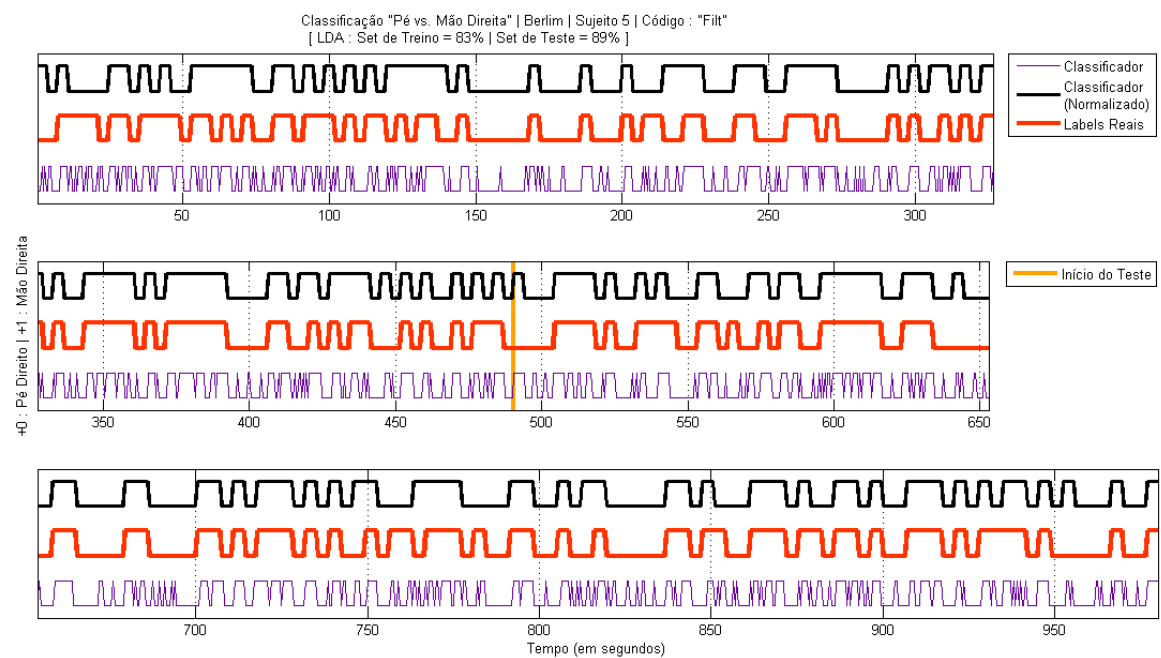 Classificação "Pé vs. Mão Direita" | Berlim | Sujeito 5 | Código : "Filt"
[ LDA : Set de Treino = 83% | Set de Teste = 89% ]
Classificador
Classificador
(Normalizado)
Labels Reais
50
100
150
200
250
300
Início do Teste
+0 : Pé Direito | +1 : Mão Direita
350
400
450
500
550
600
650
700
750
800
850
900
950
Tempo (em segundos)